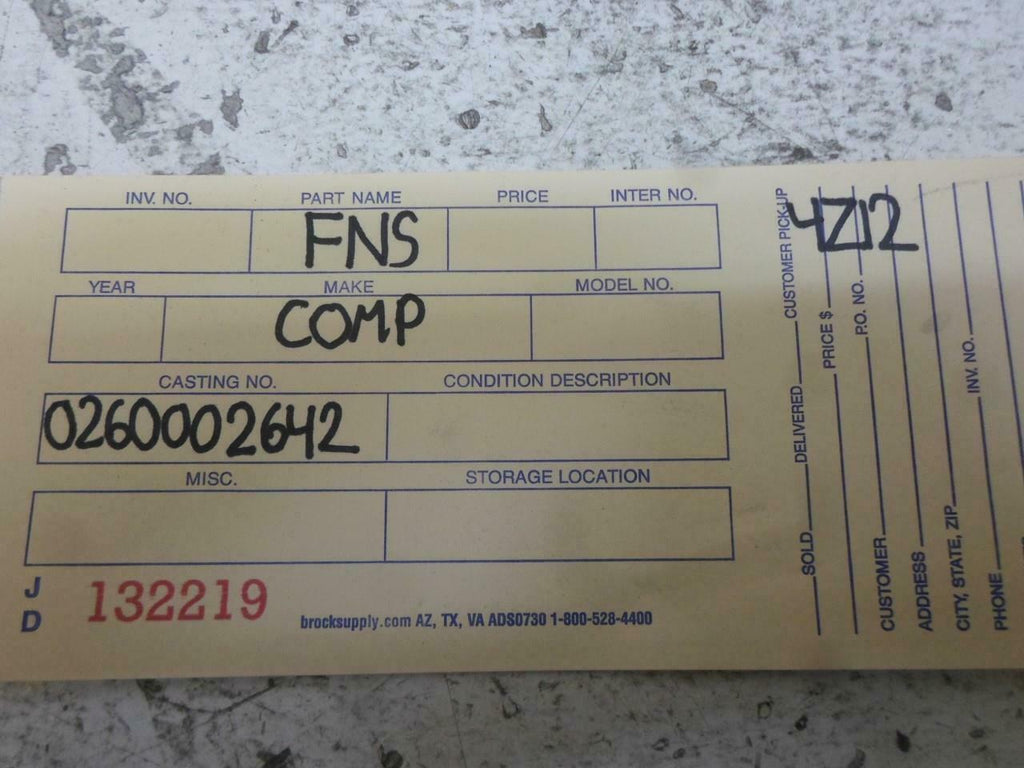 INV. NO. PART NAME PRICE INTER NO.
FNS
YEAR MAKE MODEL NO.
COMP
CASTING NO. CONDITION DESCRIPTION
0260002642
MISC. STORAGE LOCATION
J D 132219
brocksupply.com AZ, TX, VA ADS0730 1-800-528-4400
4Z12
SOLD DELIVERED CUSTOMER PICK-UP
PRICE $
CUSTOMER P.O. NO.
ADDRESS
CITY, STATE, ZIP INV. NO.
PHONE